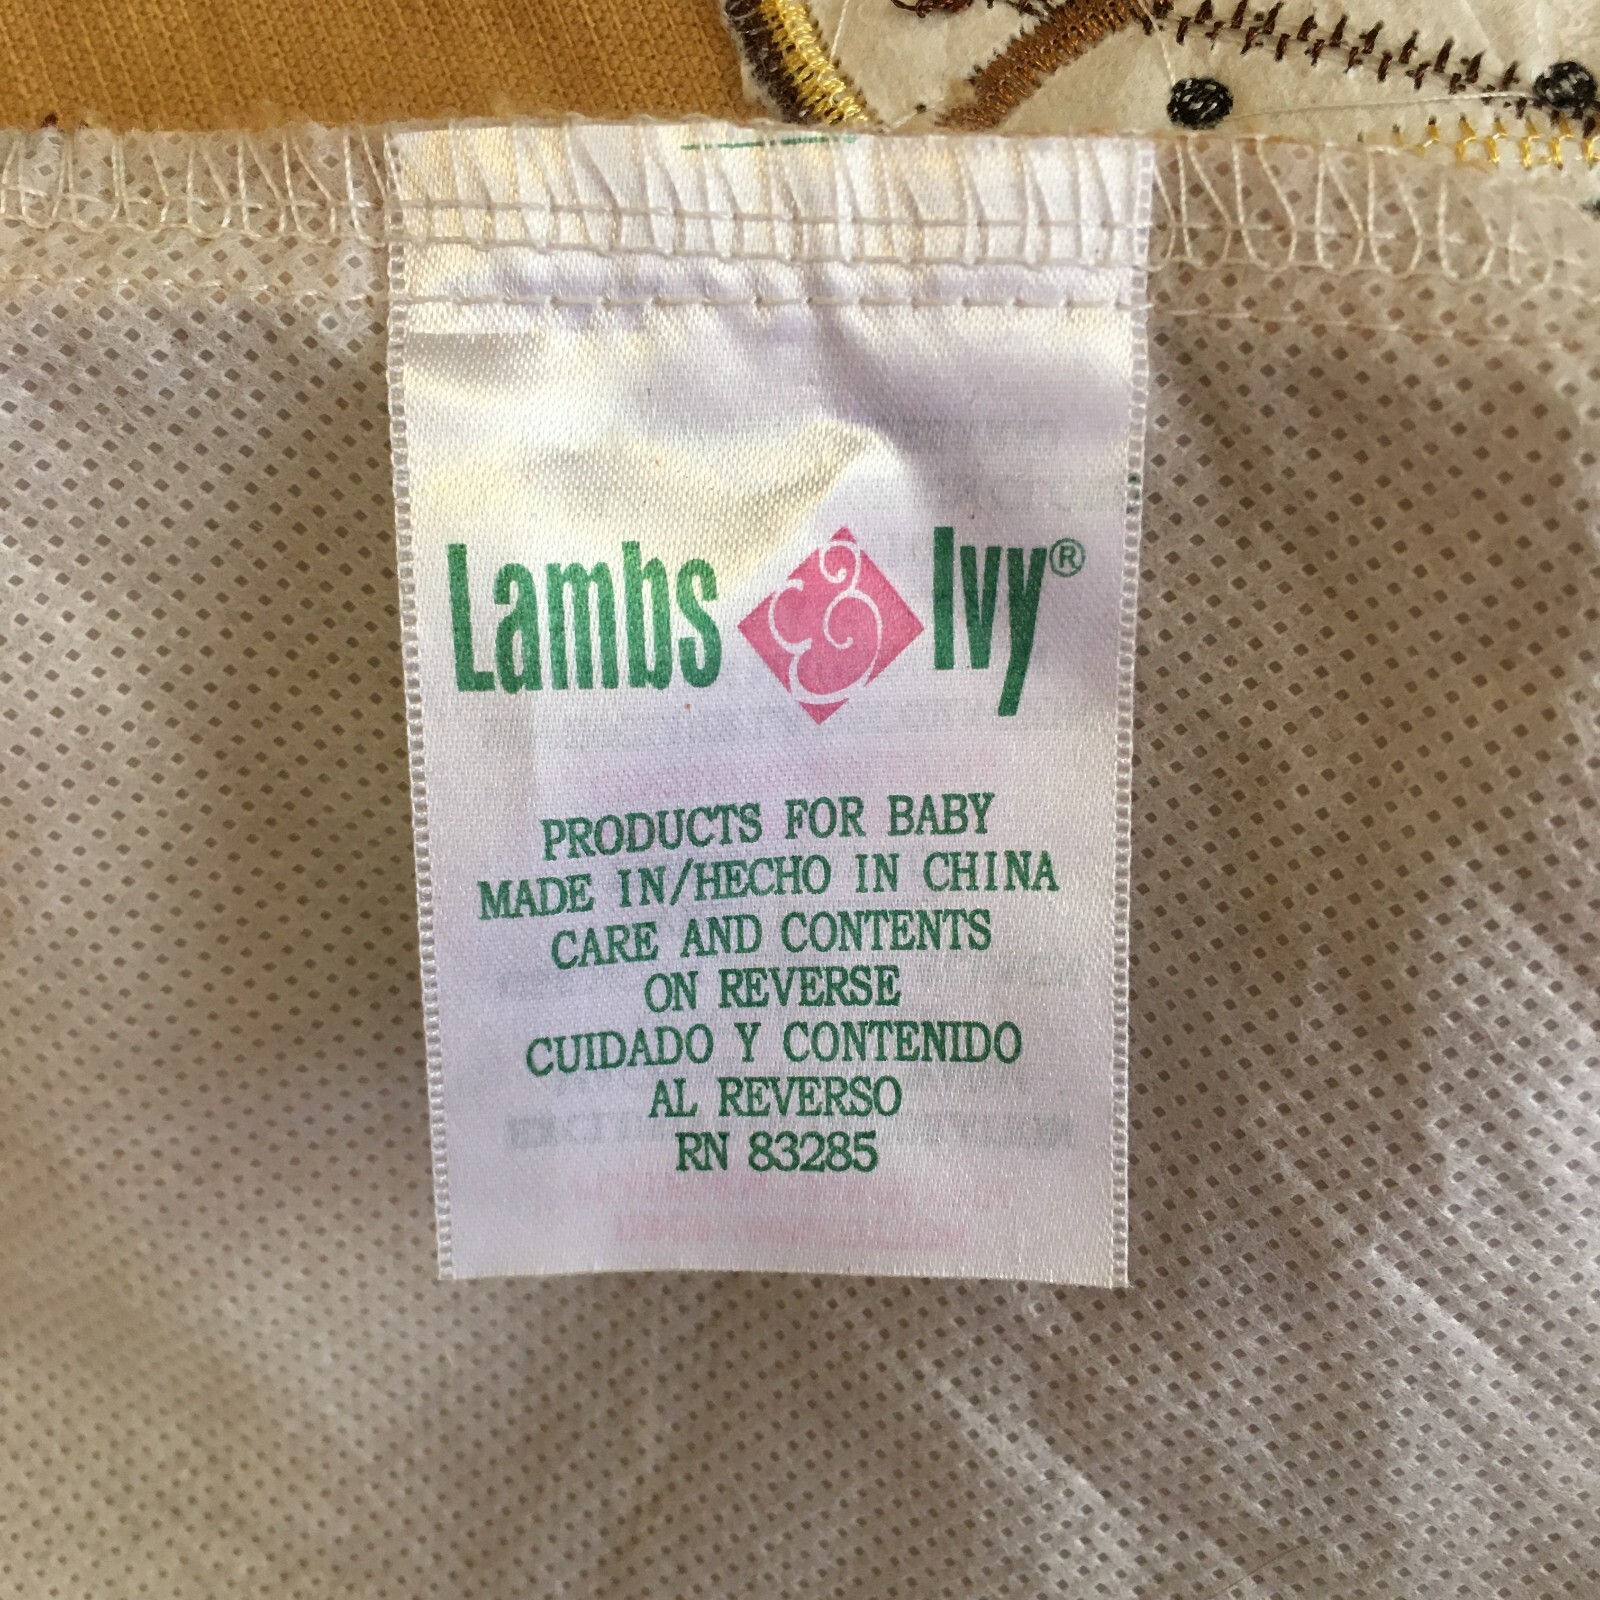 Lambs & Ivy®
PRODUCTS FOR BABY
MADE IN/HECHO IN CHINA
CARE AND CONTENTS
ON REVERSE
CUIDADO Y CONTENIDO
AL REVERSO
RN 83285